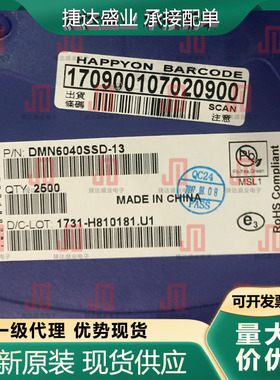 捷达盛业 承接配单
HAPPYON BARCODE
出貨條碼
170900107020900
SCAN
注意
P/N: DMN6040SSD-13
QTY: 2500
MADE IN CHINA
QC24
PASS
Pb
MSL1
RoHS Compliant
e3
D/C-LOT: 1731-H810181.U1
一级代理 优势现货
可开发票
全新原装 现货供应
量大
价优